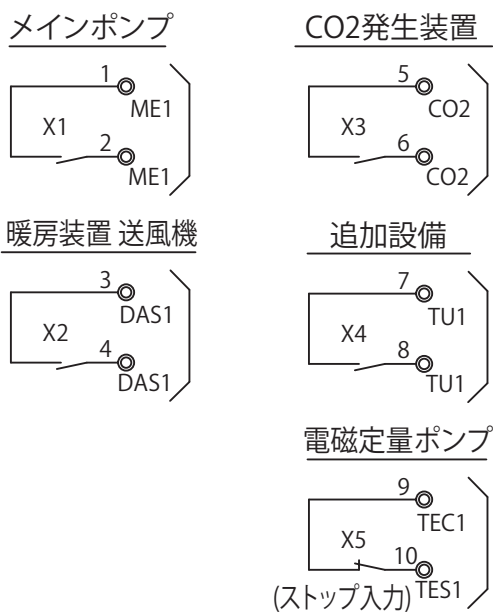 メインポンプ
1
ME1
X1
2
ME1
CO2発生装置
5
CO2
X3
6
CO2
暖房装置 送風機
3
DAS1
X2
4
DAS1
追加設備
7
TU1
X4
8
TU1
電磁定量ポンプ
9
TEC1
X5
10
(ストップ入力) TES1